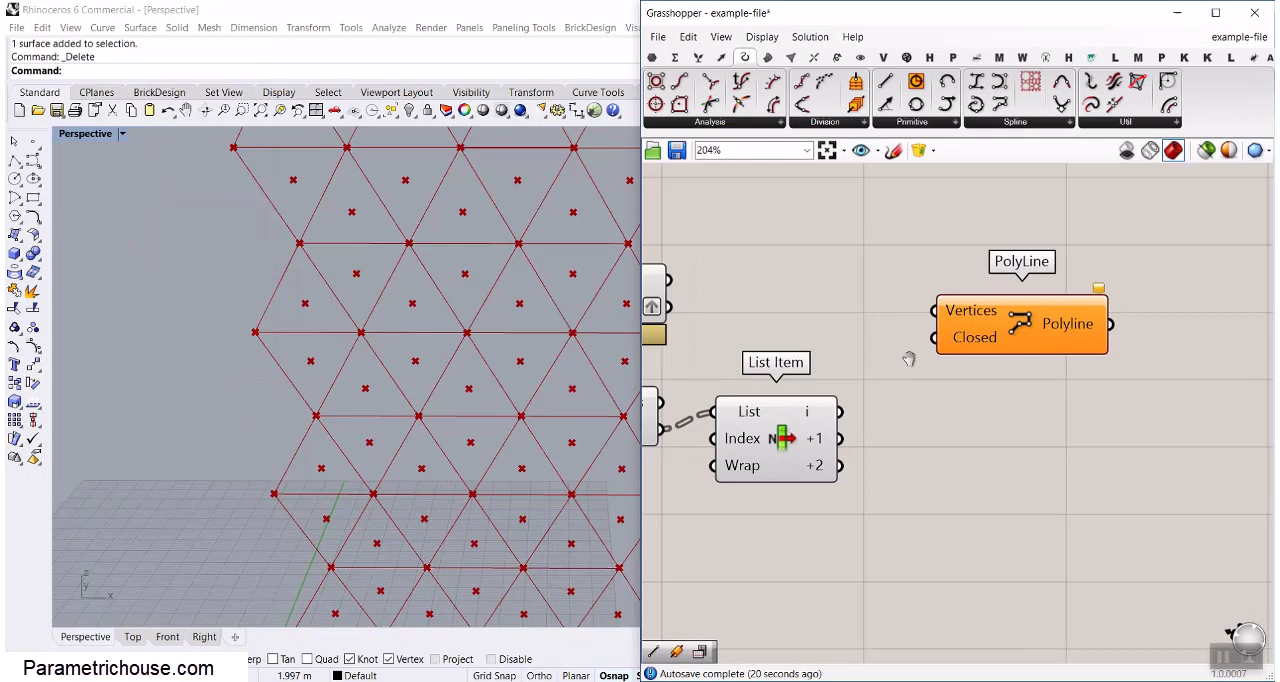 Rhinoceros 6 Commercial - [Perspective]
File Edit View Curve Surface Solid Mesh Dimension Transform Tools Analyze Render Panels Paneling Tools BrickDesign
1 surface added to selection.
Command: _Delete
Command:
Standard CPlanes Set View Display Select Viewport Layout Visibility Transform Curve Tools
Perspective
z
y
x
Perspective Top Front Right
erp Tan Quad Knot Vertex Project Disable
1.997 m Default Grid Snap Ortho Planar Osnap
Parametrichouse.com
Grasshopper - example-file*
File Edit View Display Solution Help example-file
Σ V H P M W H L M P K K L A
Analysis Division Primitive Spline Util
204%
PolyLine
Vertices
Closed
Polyline
List Item
List i
Index N +1
Wrap +2
Autosave complete (20 seconds ago)
1.0.0007